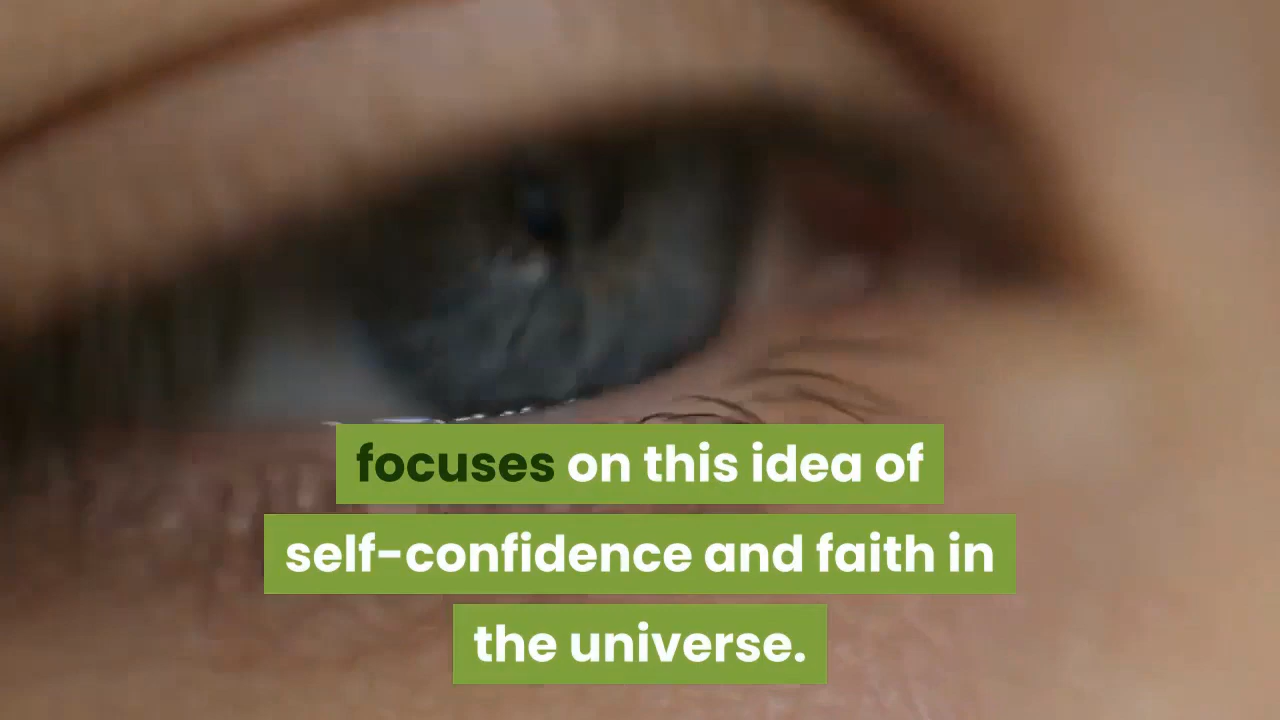 focuses on this idea of
self-confidence and faith in
the universe.